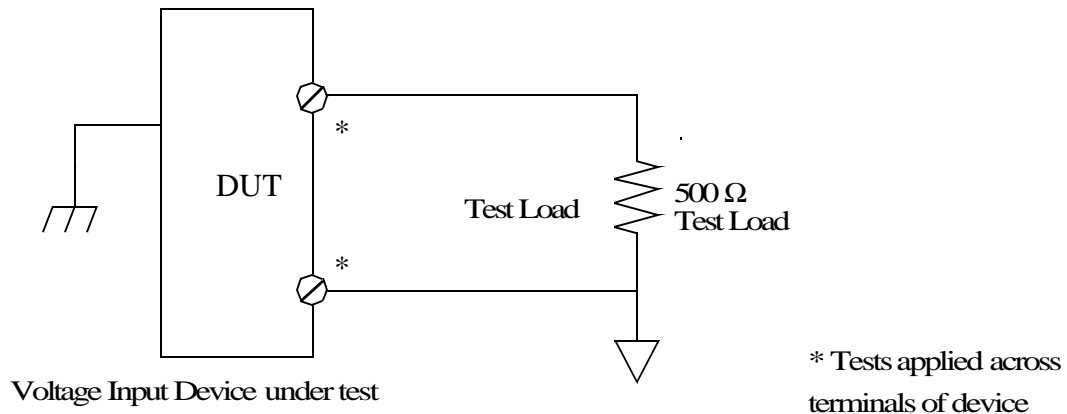 *
DUT
Test Load
500 Ω
Test Load
*
Voltage Input Device under test
* Tests applied across
terminals of device